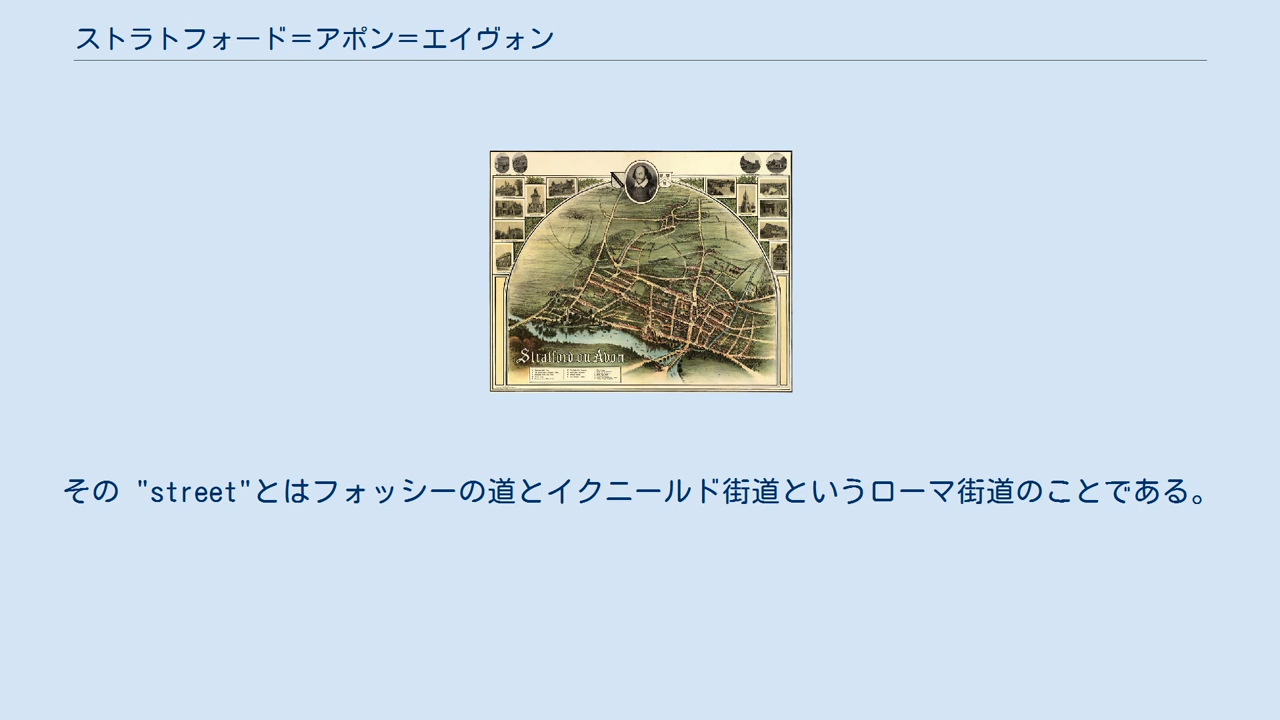 ストラトフォード＝アポン＝エイヴォン
Stratford on Avon
その "street"とはフォッシーの道とイクニールド街道というローマ街道のことである。